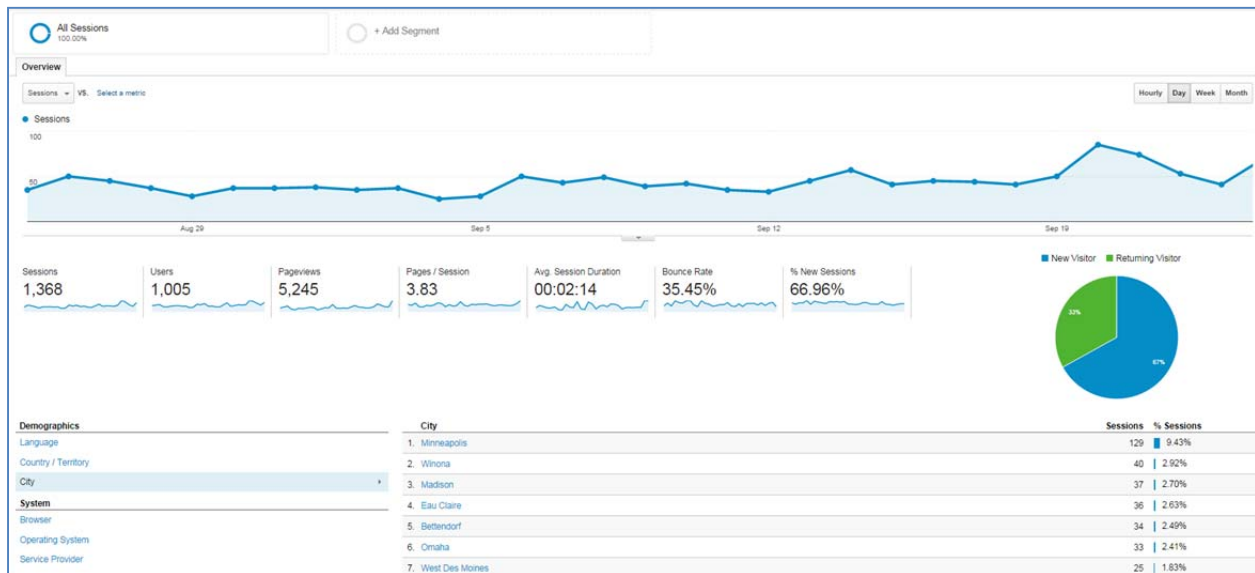 All Sessions
100.00%
+ Add Segment
Overview
Sessions VS. Select a metric
Hourly Day Week Month
Sessions
100
50
Aug 29 Sep 5 Sep 12 Sep 19
New Visitor Returning Visitor
Sessions Users Pageviews Pages / Session Avg. Session Duration Bounce Rate % New Sessions
1,368 1,005 5,245 3.83 00:02:14 35.45% 66.96%
33%
67%
Demographics
Language
Country / Territory
City
System
Browser
Operating System
Service Provider
City Sessions % Sessions
1. Minneapolis 129 9.43%
2. Winona 40 2.92%
3. Madison 37 2.70%
4. Eau Claire 36 2.63%
5. Bettendorf 34 2.49%
6. Omaha 33 2.41%
7. West Des Moines 25 1.83%